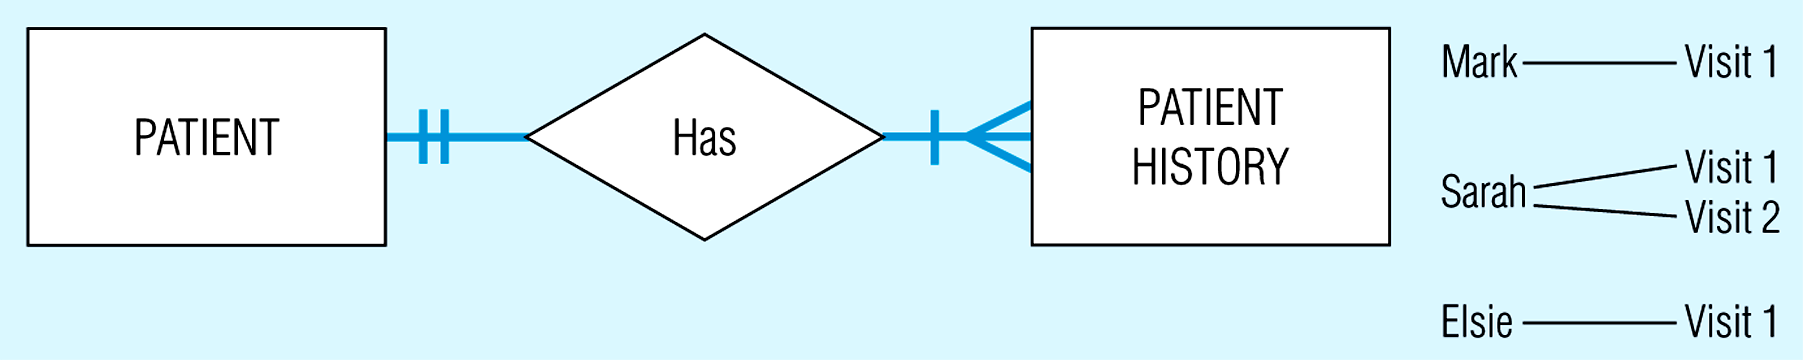 PATIENT
Has
PATIENT
HISTORY
Mark Visit 1
Sarah Visit 1
Visit 2
Elsie Visit 1